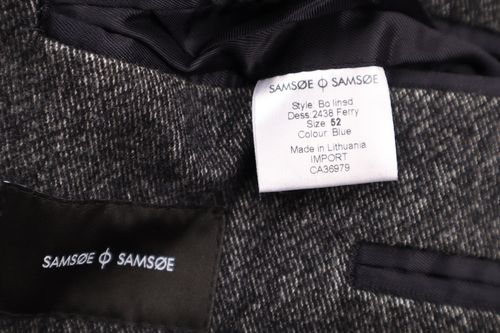 SAMSØE ɸ SAMSØE
Style: Bo lined
Dess:2438 Ferry
Size: 52
Colour: Blue
Made in Lithuania
IMPORT
CA36979
SAMSØE ɸ SAMSØE